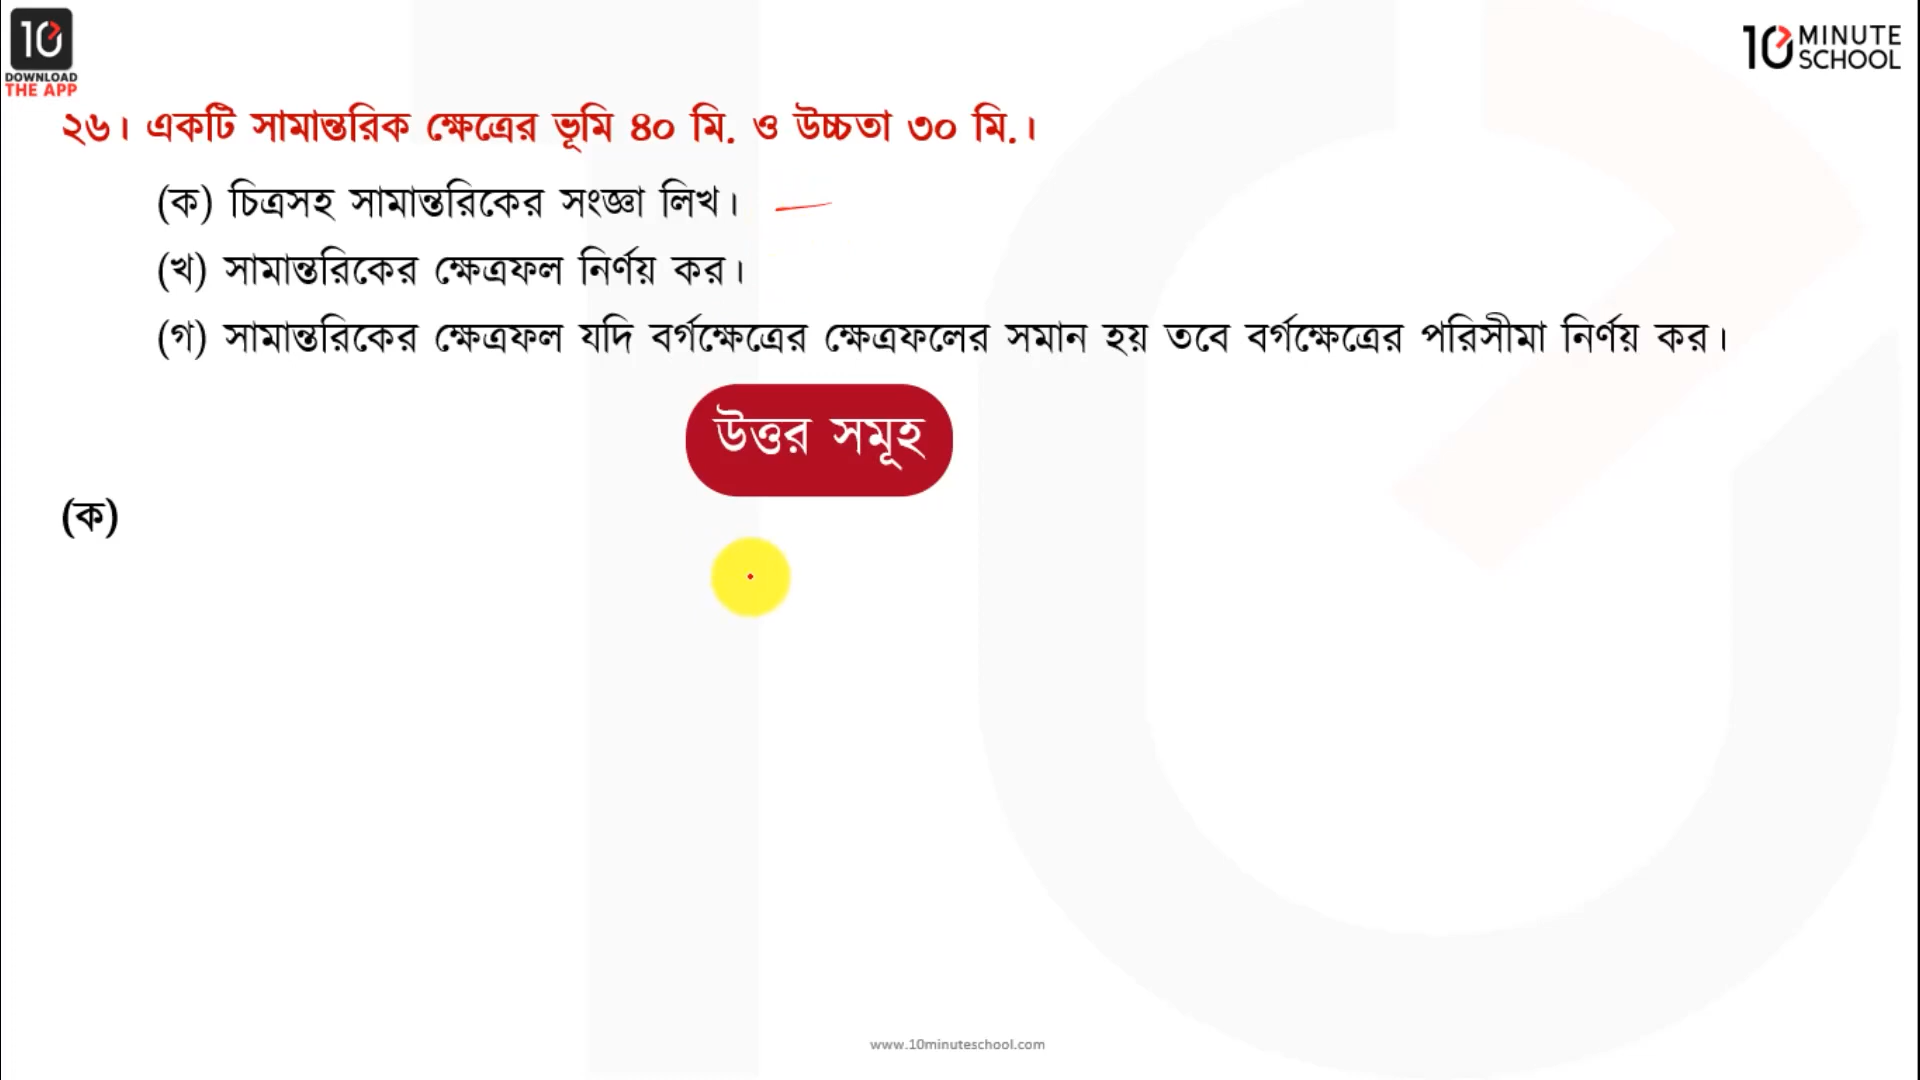 10
DOWNLOAD
THE APP
10 MINUTE
SCHOOL
২৬। একটি সামান্তরিক ক্ষেত্রের ভূমি ৪০ মি. ও উচ্চতা ৩০ মি.।
(ক) চিত্রসহ সামান্তরিকের সংজ্ঞা লিখ।
(খ) সামান্তরিকের ক্ষেত্রফল নির্ণয় কর।
(গ) সামান্তরিকের ক্ষেত্রফল যদি বর্গক্ষেত্রের ক্ষেত্রফলের সমান হয় তবে বর্গক্ষেত্রের পরিসীমা নির্ণয় কর।
উত্তর সমূহ
(ক)
www.10minuteschool.com